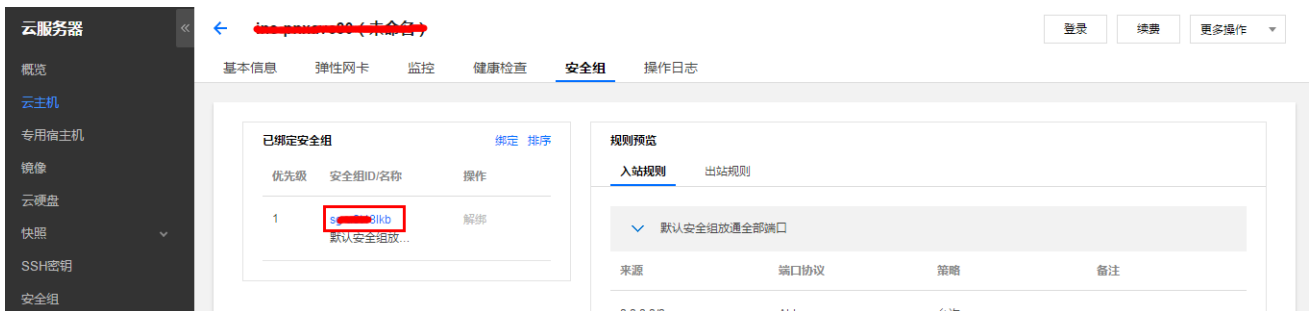 云服务器
概览
云主机
专用宿主机
镜像
云硬盘
快照
SSH密钥
安全组
登录 续费 更多操作
基本信息 弹性网卡 监控 健康检查 安全组 操作日志
已绑定安全组 绑定 排序
优先级 安全组ID/名称 操作
1 解绑
默认安全组放...
规则预览
入站规则 出站规则
默认安全组放通全部端口
来源 端口协议 策略 备注